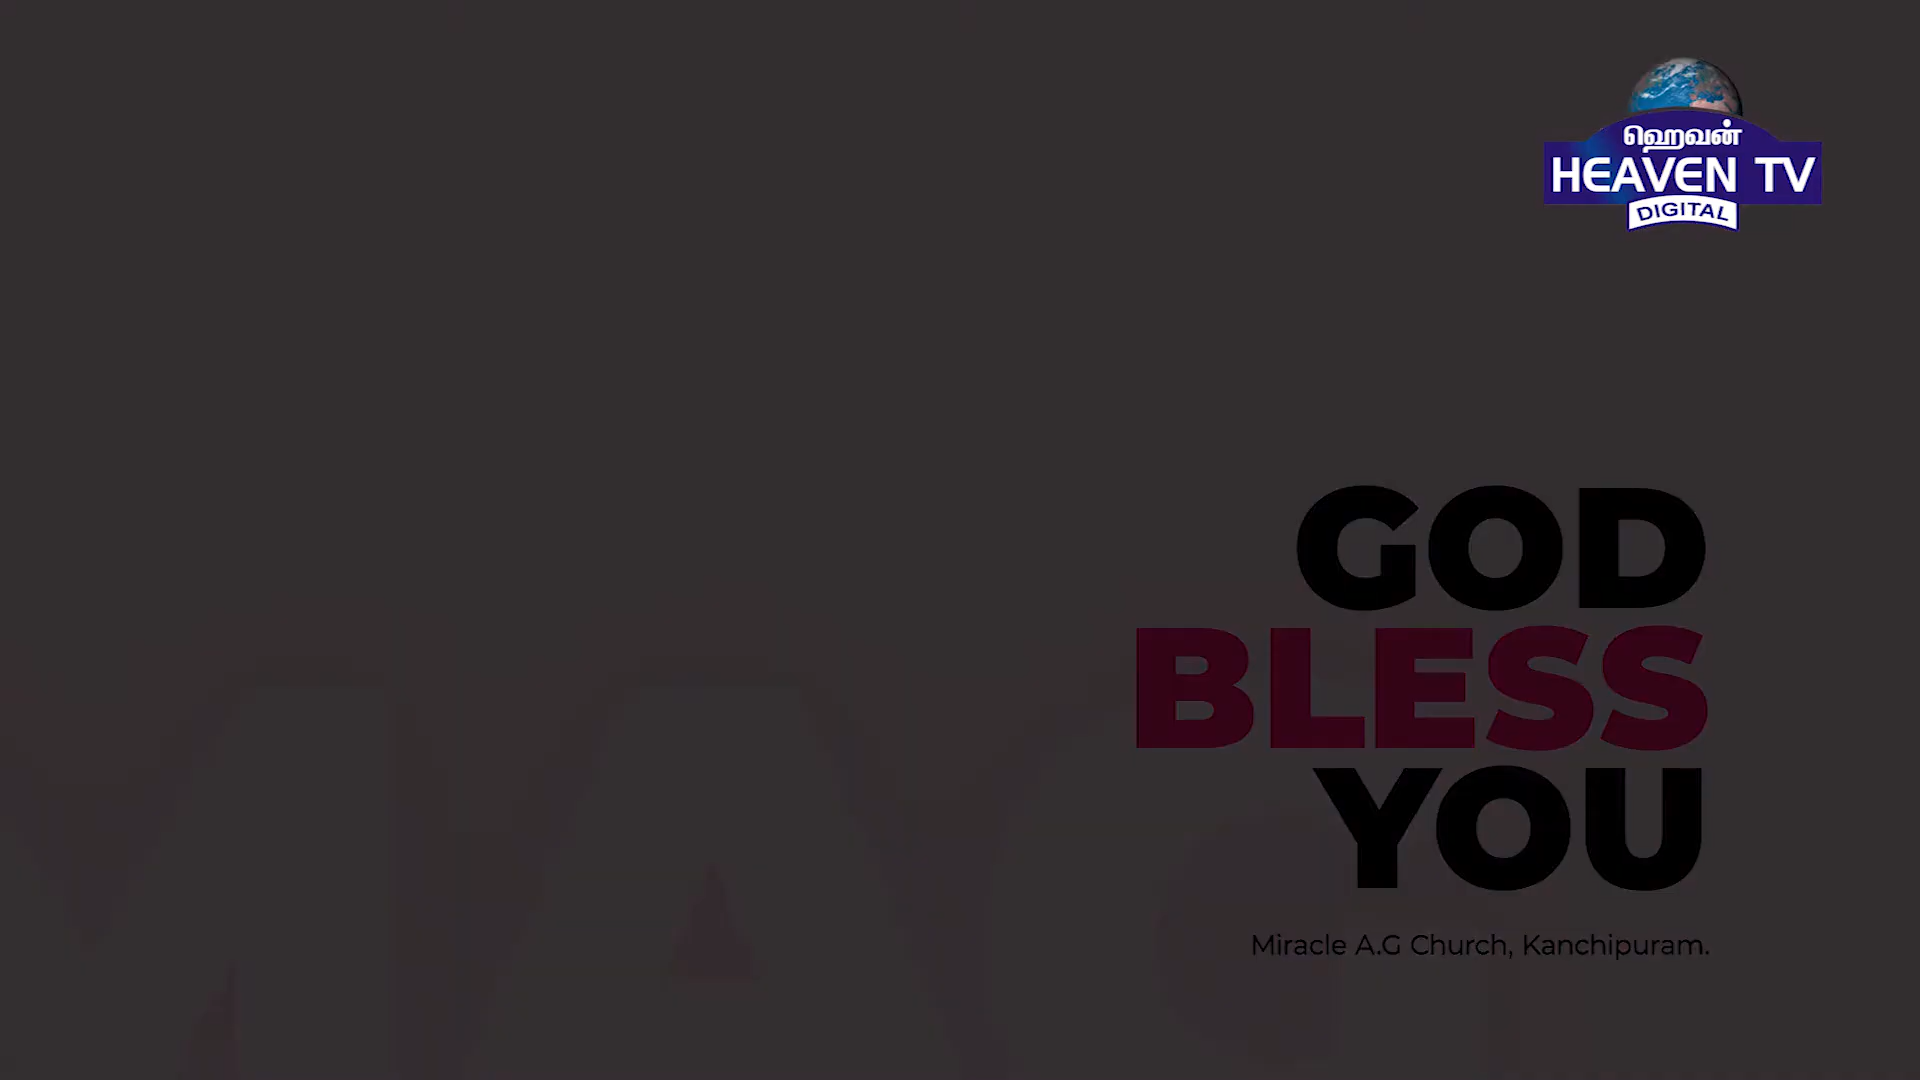 ஹெவன்
HEAVEN TV
DIGITAL
GOD
BLESS
YOU
Miracle A.G Church, Kanchipuram.